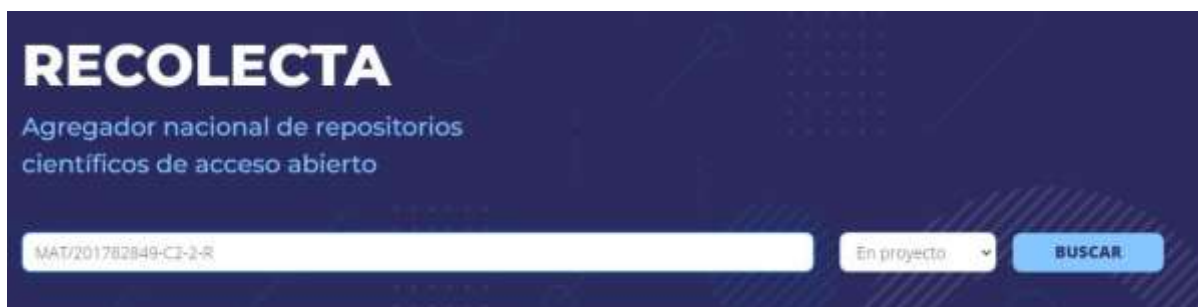 RECOLECTA
Agregador nacional de repositorios
científicos de acceso abierto
MAT/201782849-C2-2-R
En proyecto
BUSCAR